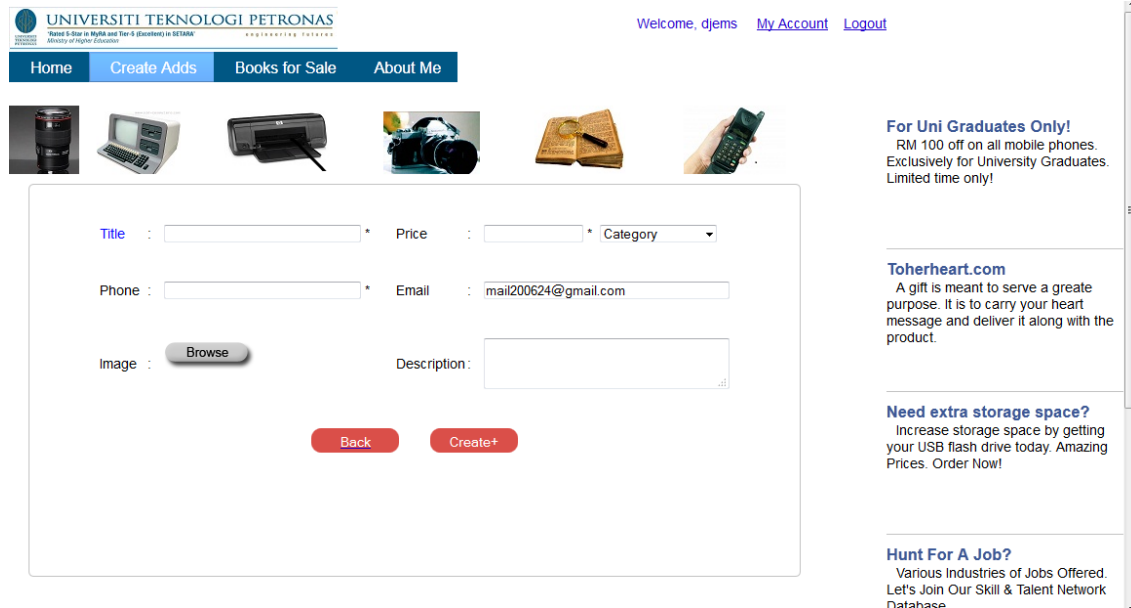 UNIVERSITI TEKNOLOGI PETRONAS
'Rated 5-Star in MyRA and Tier-5 (Excellent) in SETARA'
engineering futures
Ministry of Higher Education
UNIVERSITI
TEKNOLOGI
PETRONAS
Welcome, djems My Account Logout
Home Create Adds Books for Sale About Me
Title : * Price : * Category
Phone : * Email : mail200624@gmail.com
Image : Browse Description :
Back Create+
For Uni Graduates Only!
RM 100 off on all mobile phones.
Exclusively for University Graduates.
Limited time only!
Toherheart.com
A gift is meant to serve a greate
purpose. It is to carry your heart
message and deliver it along with the
product.
Need extra storage space?
Increase storage space by getting
your USB flash drive today. Amazing
Prices. Order Now!
Hunt For A Job?
Various Industries of Jobs Offered.
Let's Join Our Skill & Talent Network
Database